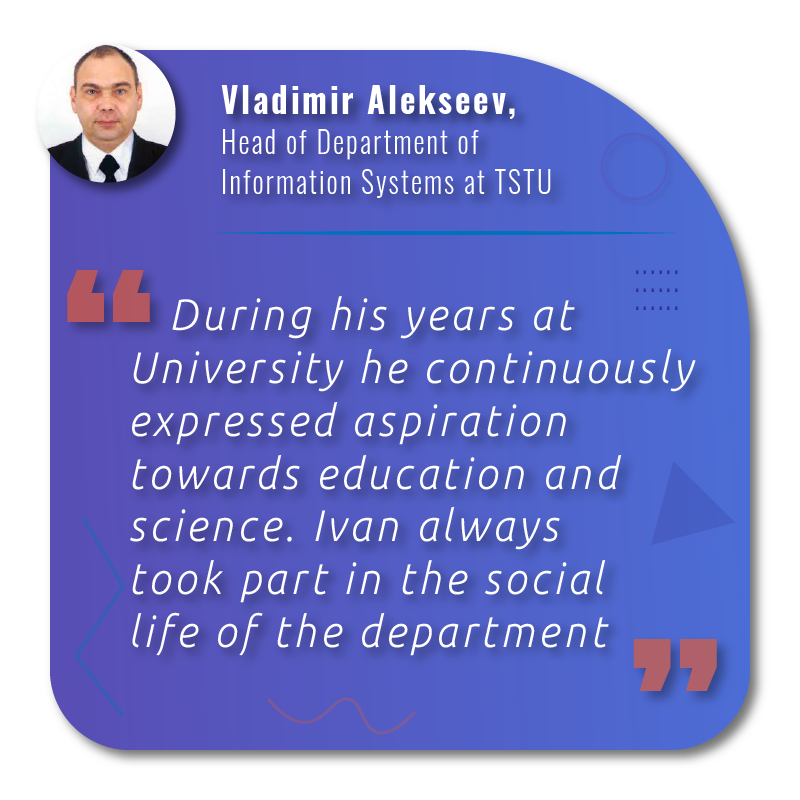 Vladimir Alekseev,
Head of Department of
Information Systems at TSTU
“ During his years at
University he continuously
expressed aspiration
towards education and
science. Ivan always
took part in the social
life of the department ”